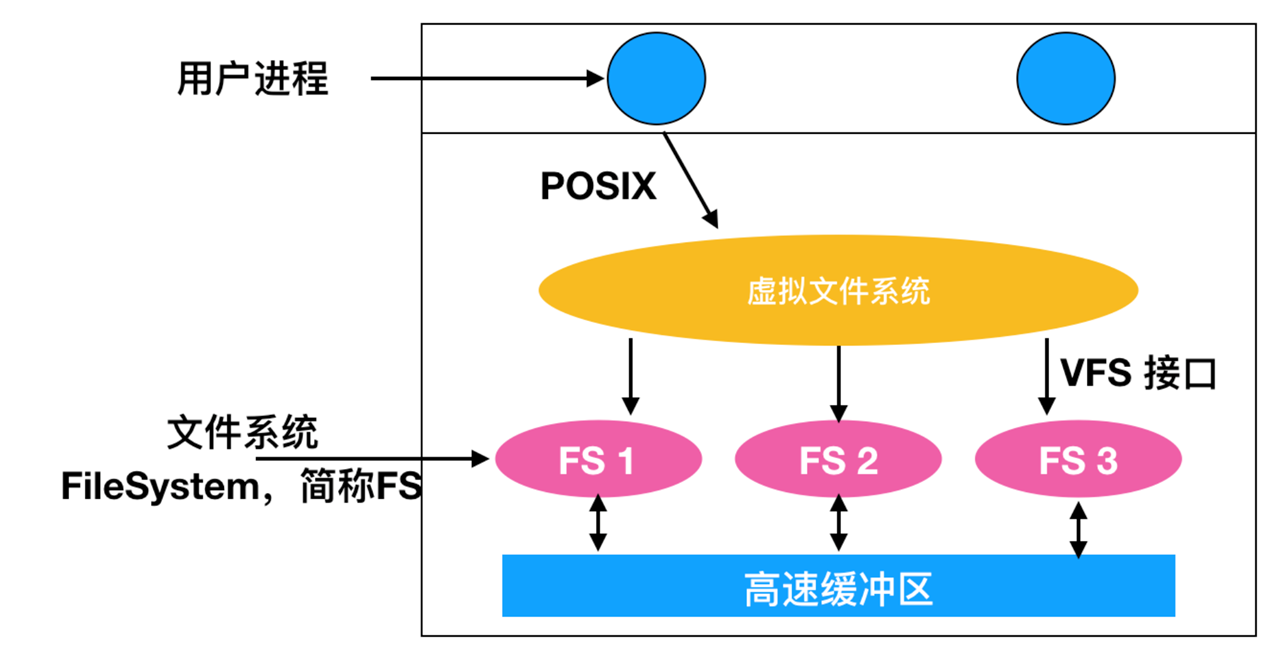 用户进程
POSIX
虚拟文件系统
VFS 接口
文件系统
FileSystem，简称FS
FS 1
FS 2
FS 3
高速缓冲区